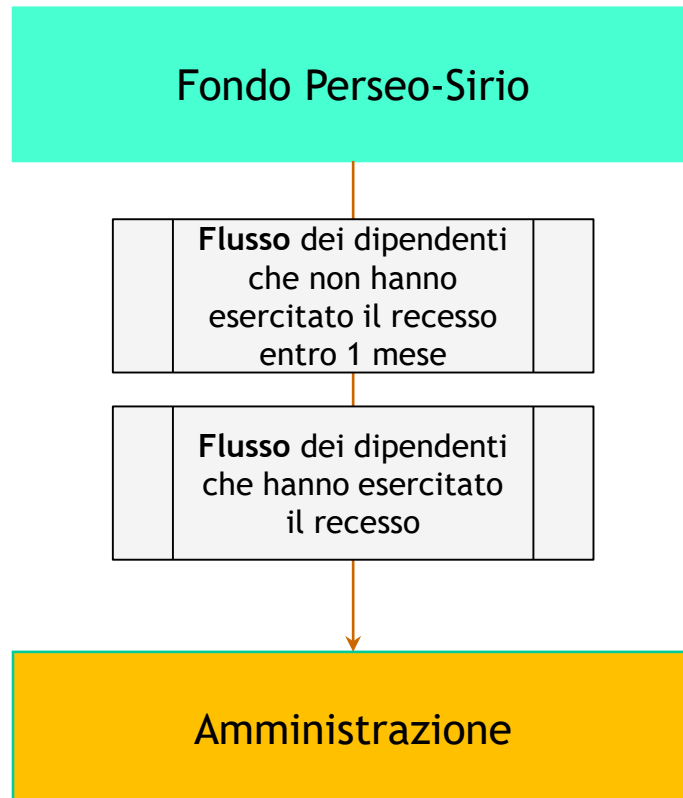 Fondo Perseo-Sirio
Flusso dei dipendenti
che non hanno
esercitato il recesso
entro 1 mese
Flusso dei dipendenti
che hanno esercitato
il recesso
Amministrazione